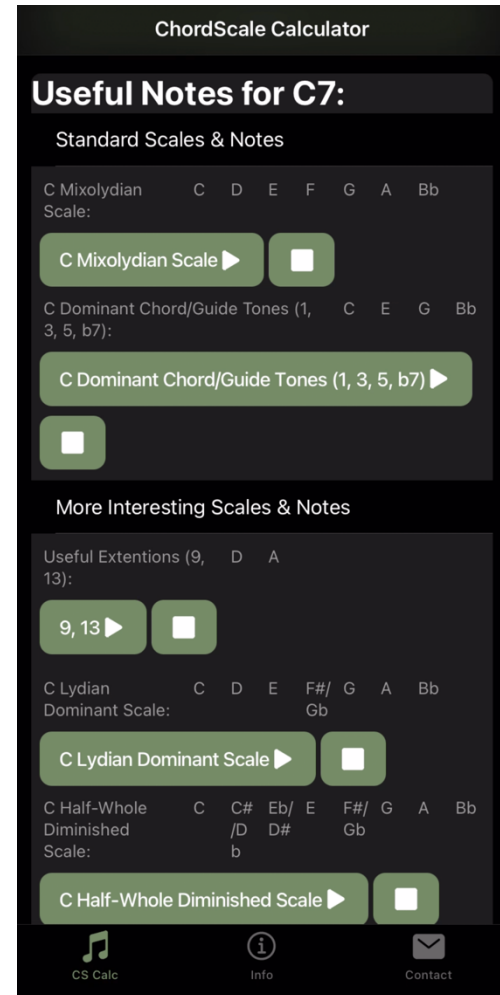 ChordScale Calculator
Useful Notes for C7:
Standard Scales & Notes
C Mixolydian C D E F G A Bb
Scale:
C Mixolydian Scale
C Dominant Chord/Guide Tones (1, C E G Bb
3, 5, b7):
C Dominant Chord/Guide Tones (1, 3, 5, b7)
More Interesting Scales & Notes
Useful Extentions (9, D A
13):
9, 13
C Lydian C D E F#/ G A Bb
Dominant Scale: Gb
C Lydian Dominant Scale
C Half-Whole C C# Eb/ E F#/ G A Bb
Diminished /D D# Gb
Scale: b
C Half-Whole Diminished Scale
CS Calc Info Contact